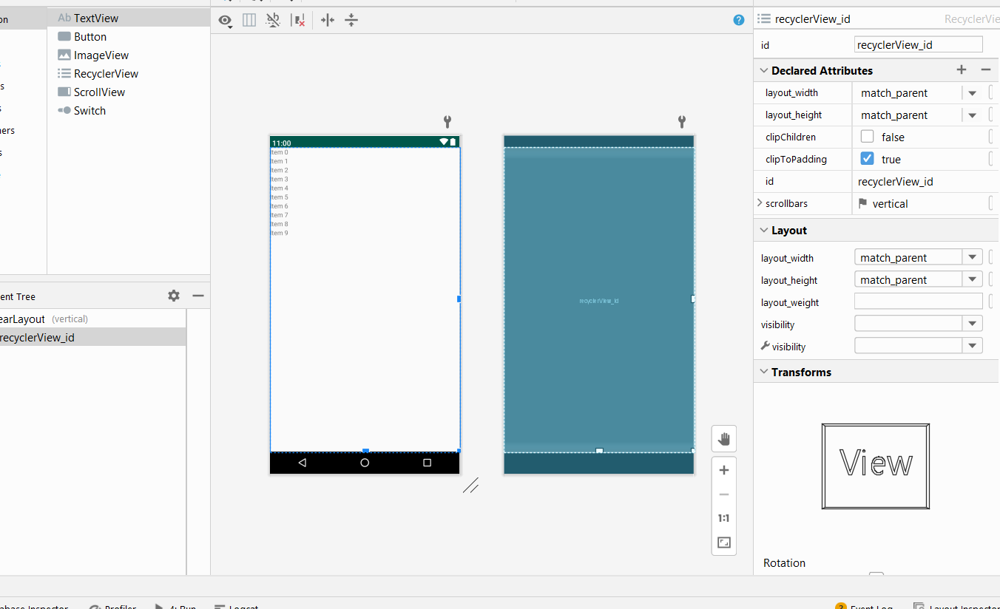 on
s
s
ners
s
Ab TextView
Button
ImageView
RecyclerView
ScrollView
Switch
ent Tree
earLayout (vertical)
recyclerView_id
11:00
Item 0
Item 1
Item 2
Item 3
Item 4
Item 5
Item 6
Item 7
Item 8
Item 9
recyclerView_id
1:1
?
recyclerView_id RecyclerVie
id recyclerView_id
Declared Attributes
layout_width match_parent
layout_height match_parent
clipChildren false
clipToPadding true
id recyclerView_id
scrollbars vertical
Layout
layout_width match_parent
layout_height match_parent
layout_weight
visibility
visibility
Transforms
View
Rotation
abase Inspector Profiler 4: Run Logcat 2 Event Log Layout Inspector